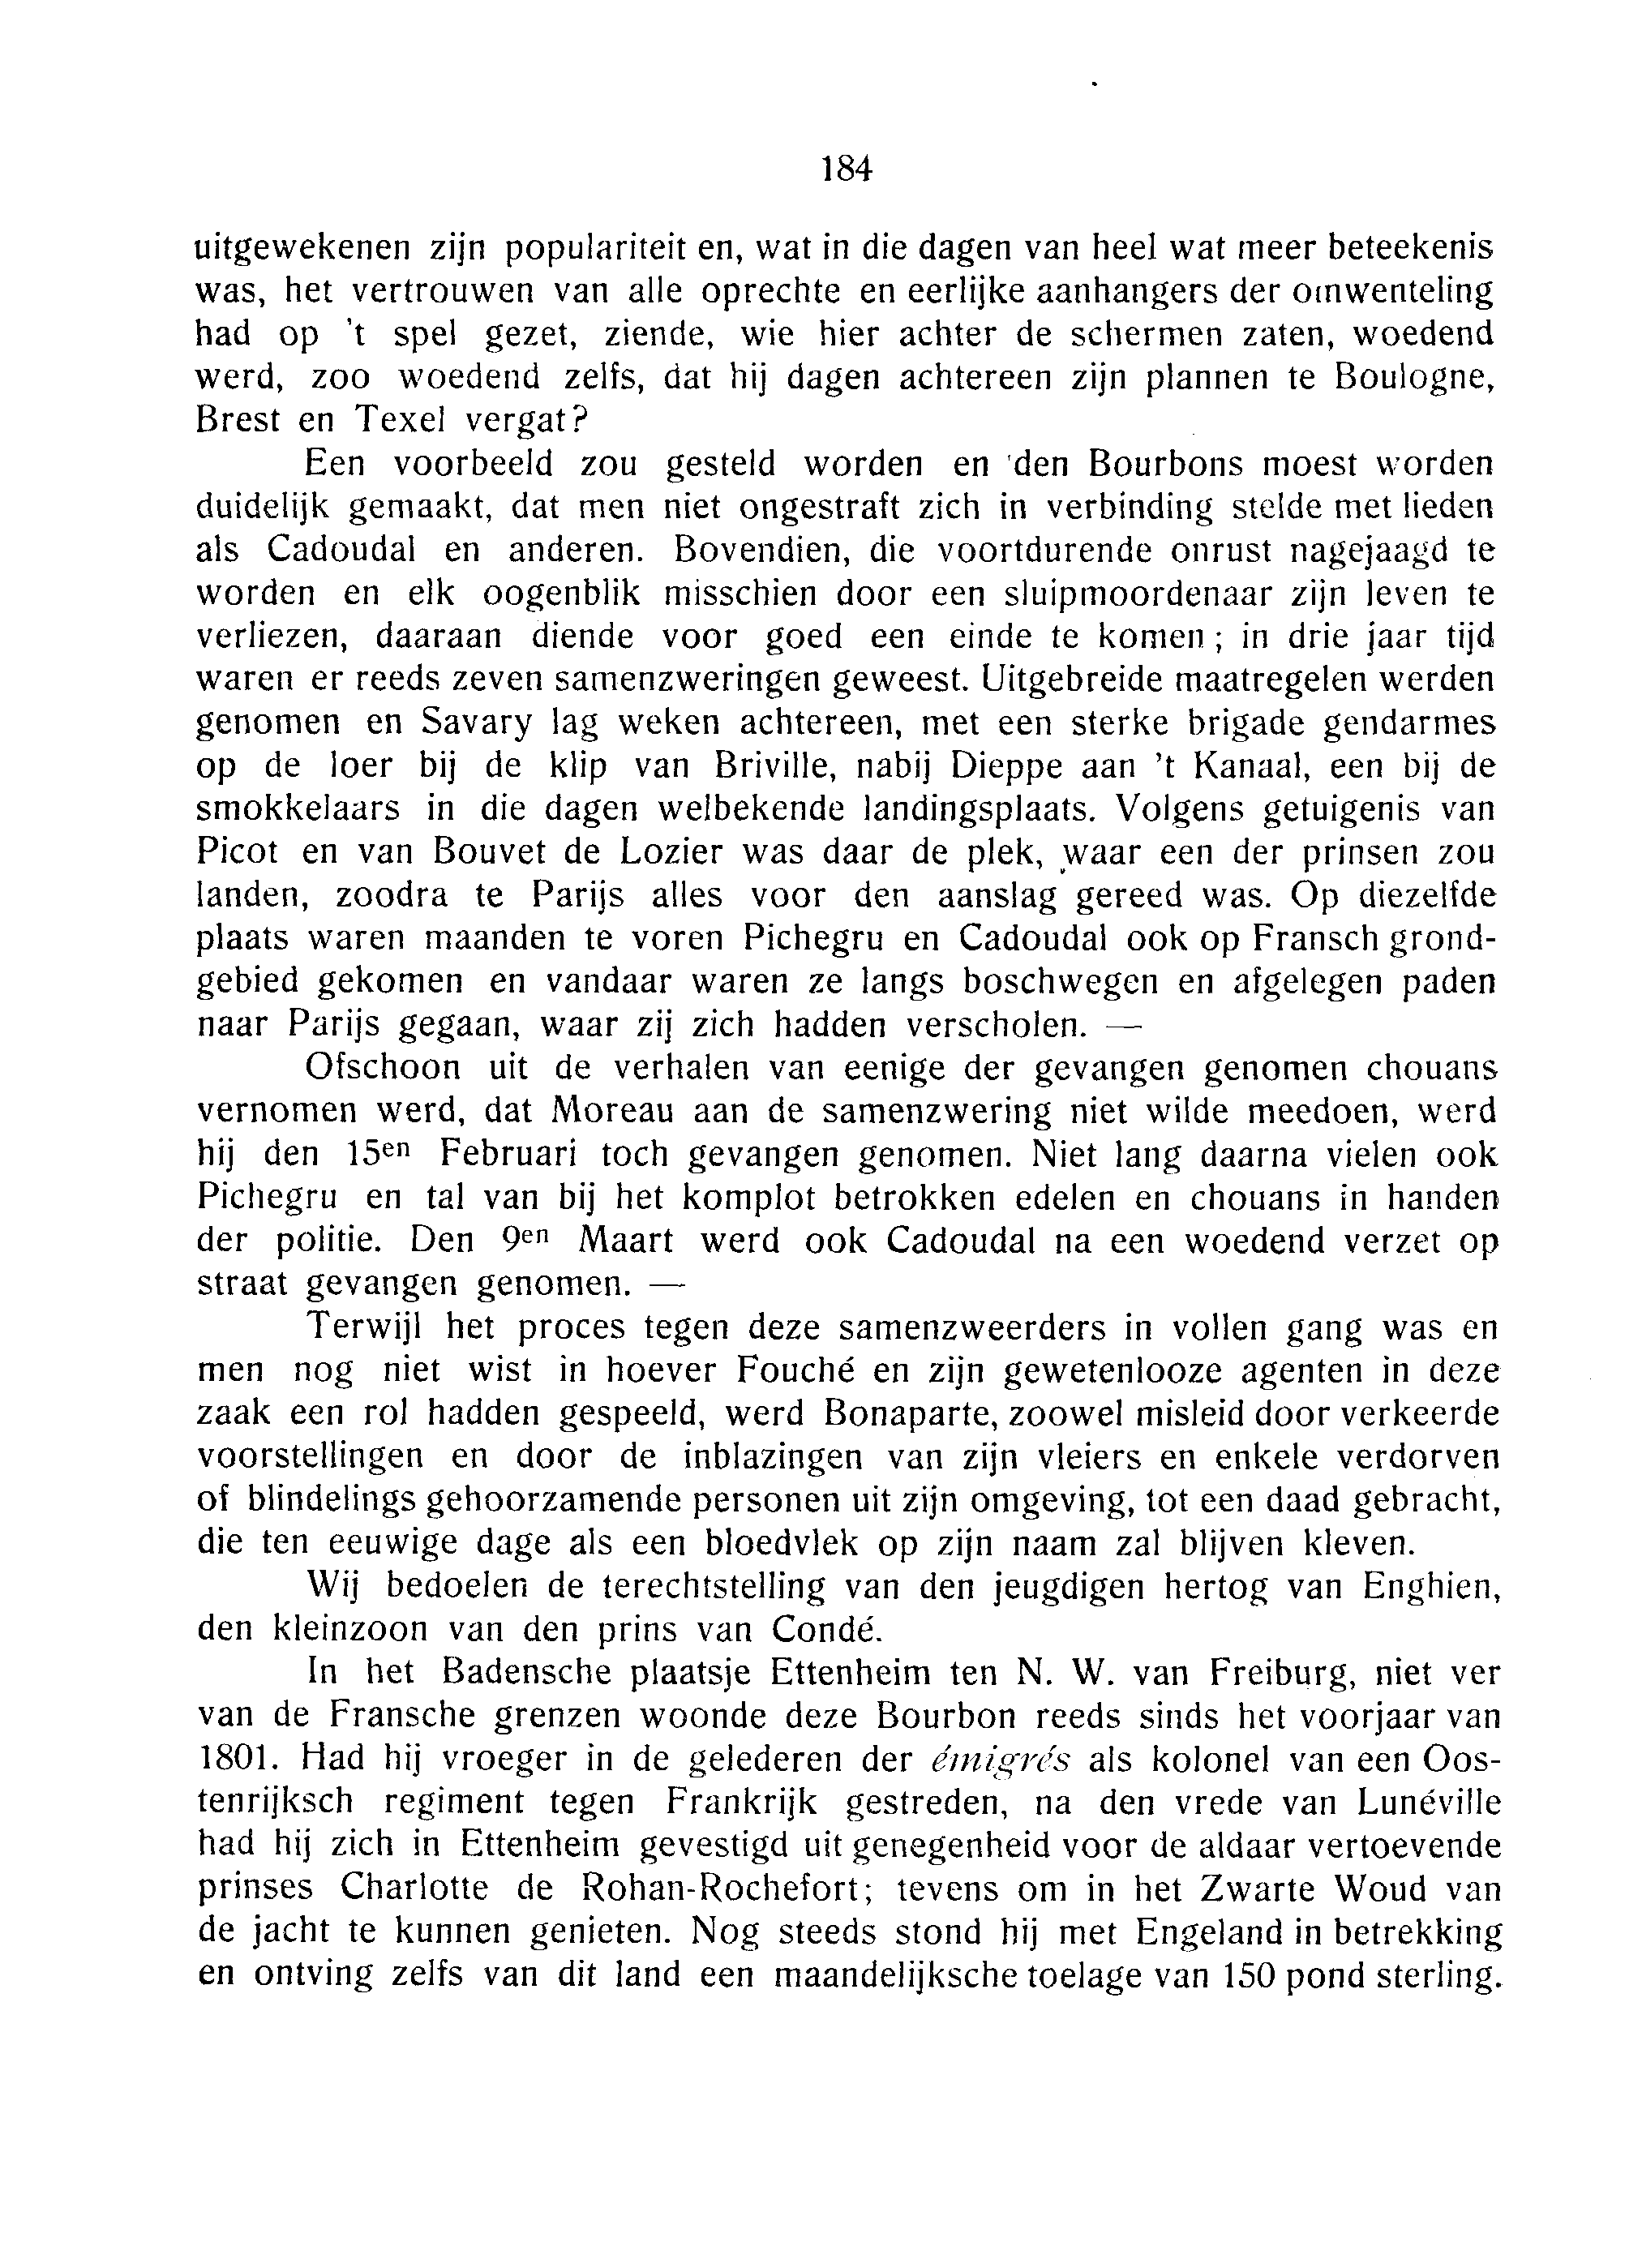 184
uitgewekenen zijn populariteit en, wat in die dagen van heel wat meer beteekenis
was, het vertrouwen van alle oprechte en eerlijke aanhangers der omwenteling
had op 't spel gezet, ziende, wie hier achter de schermen zaten, woedend
werd, zoo woedend zelfs, dat hij dagen achtereen zijn plannen te Boulogne,
Brest en Texel vergat?
Een voorbeeld zou gesteld worden en den Bourbons moest worden
duidelijk gemaakt, dat men niet ongestraft zich in verbinding stelde met lieden
als Cadoudal en anderen. Bovendien, die voortdurende onrust nagejaagd te
worden en elk oogenblik misschien door een sluipmoordenaar zijn leven te
verliezen, daaraan diende voor goed een einde te komen; in drie jaar tijd
waren er reeds zeven samenzweringen geweest. Uitgebreide maatregelen werden
genomen en Savary lag weken achtereen, met een sterke brigade gendarmes
op de loer bij de klip van Briville, nabij Dieppe aan 't Kanaal, een bij de
smokkelaars in die dagen welbekende landingsplaats. Volgens getuigenis van
Picot en van Bouvet de Lozier was daar de plek, waar een der prinsen zou
landen, zoodra te Parijs alles voor den aanslag gereed was. Op diezelfde
plaats waren maanden te voren Pichegru en Cadoudal ook op Fransch grond-
gebied gekomen en vandaar waren ze langs boschwegen en afgelegen paden
naar Parijs gegaan, waar zij zich hadden verscholen. —
Ofschoon uit de verhalen van eenige der gevangen genomen chouans
vernomen werd, dat Moreau aan de samenzwering niet wilde meedoen, werd
hij den 15en Februari toch gevangen genomen. Niet lang daarna vielen ook
Pichegru en tal van bij het komplot betrokken edelen en chouans in handen
der politie. Den 9en Maart werd ook Cadoudal na een woedend verzet op
straat gevangen genomen. —
Terwijl het proces tegen deze samenzweerders in vollen gang was en
men nog niet wist in hoever Fouché en zijn gewetenlooze agenten in deze
zaak een rol hadden gespeeld, werd Bonaparte, zoowel misleid door verkeerde
voorstellingen en door de inblazingen van zijn vleiers en enkele verdorven
of blindelings gehoorzamende personen uit zijn omgeving, tot een daad gebracht,
die ten eeuwige dage als een bloedvlek op zijn naam zal blijven kleven.
Wij bedoelen de terechtstelling van den jeugdigen hertog van Enghien,
den kleinzoon van den prins van Condé.
In het Badensche plaatsje Ettenheim ten N. W. van Freiburg, niet ver
van de Fransche grenzen woonde deze Bourbon reeds sinds het voorjaar van
1801. Had hij vroeger in de gelederen der émigrés als kolonel van een Oos-
tenrijksch regiment tegen Frankrijk gestreden, na den vrede van Lunéville
had hij zich in Ettenheim gevestigd uit genegenheid voor de aldaar vertoevende
prinses Charlotte de Rohan-Rochefort; tevens om in het Zwarte Woud van
de jacht te kunnen genieten. Nog steeds stond hij met Engeland in betrekking
en ontving zelfs van dit land een maandelijksche toelage van 150 pond sterling.